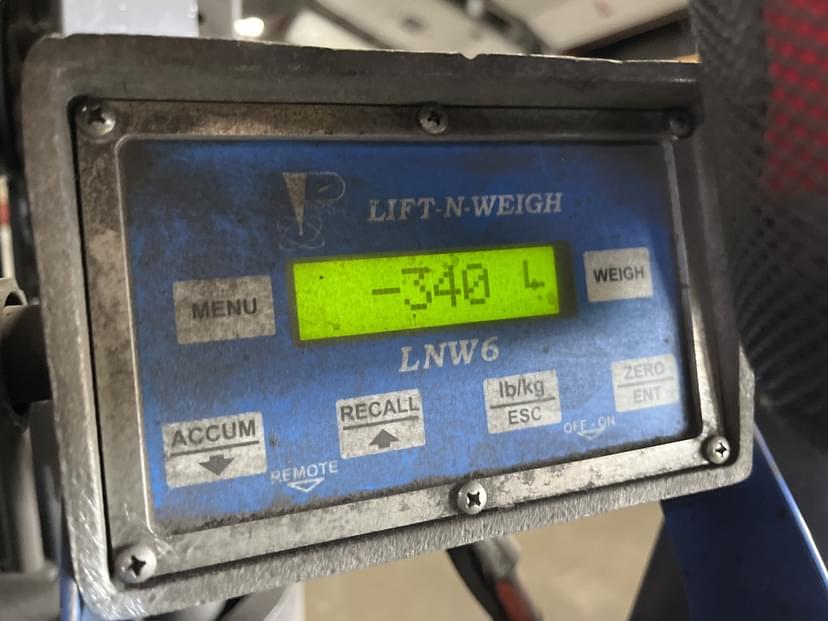 LIFT-N-WEIGH
-340
MENU
WEIGH
LNW6
ACCUM
RECALL
lb/kg
ESC
ZERO
ENT
REMOTE
OFF - ON